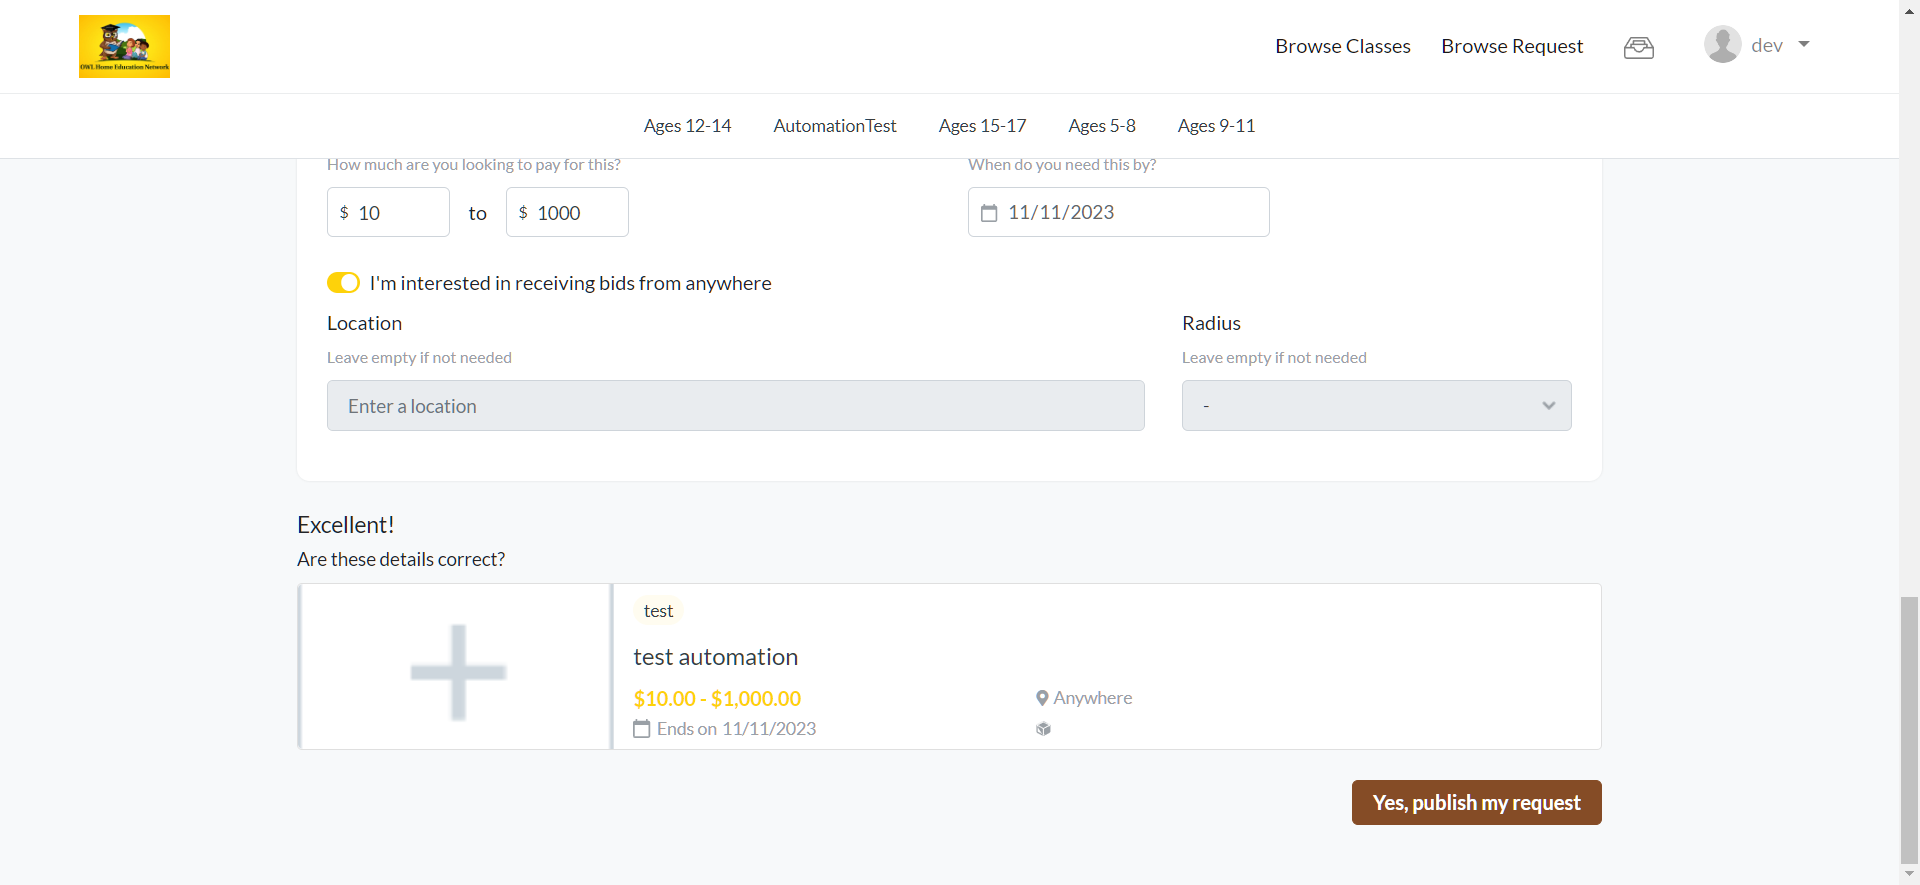 OWL Home Education Network
Browse Classes
Browse Request
dev
Ages 12-14
AutomationTest
Ages 15-17
Ages 5-8
Ages 9-11
How much are you looking to pay for this?
When do you need this by?
$ 10 to $ 1000
11/11/2023
I'm interested in receiving bids from anywhere
Location
Radius
Leave empty if not needed
Leave empty if not needed
Enter a location
-
Excellent!
Are these details correct?
test
test automation
$10.00 - $1,000.00
Anywhere
Ends on 11/11/2023
Yes, publish my request